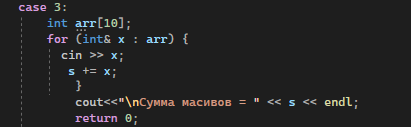 case 3:
int arr[10];
for (int& x : arr) {
cin >> x;
s += x;
}
cout<<"\nСумма масивов = " << s << endl;
return 0;